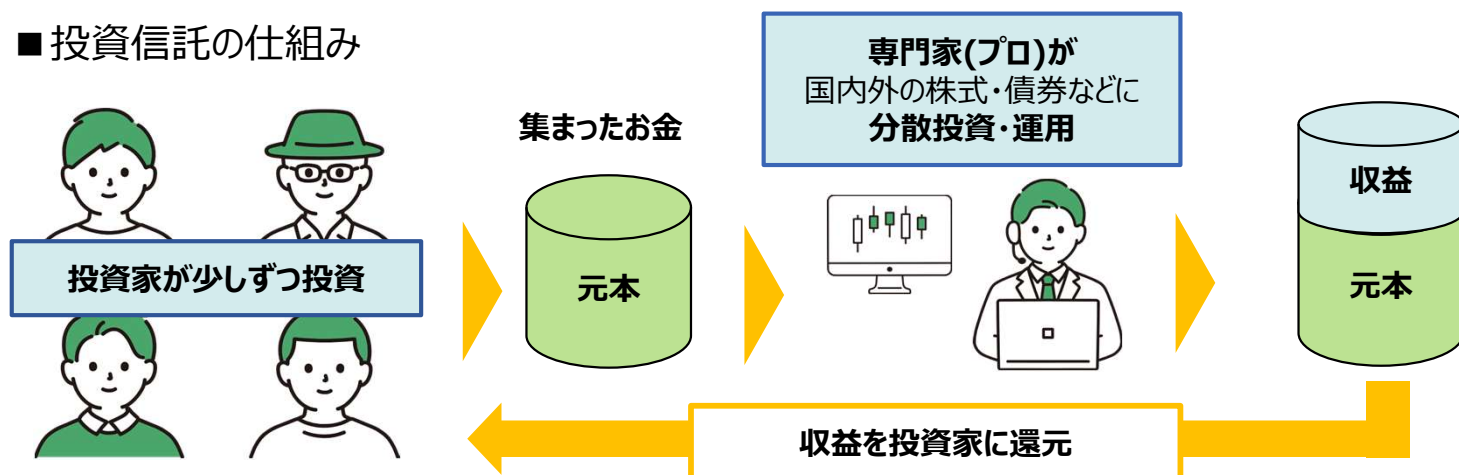 ■投資信託の仕組み
投資家が少しずつ投資
集まったお金
元本
専門家(プロ)が
国内外の株式・債券などに
分散投資・運用
収益
元本
収益を投資家に還元